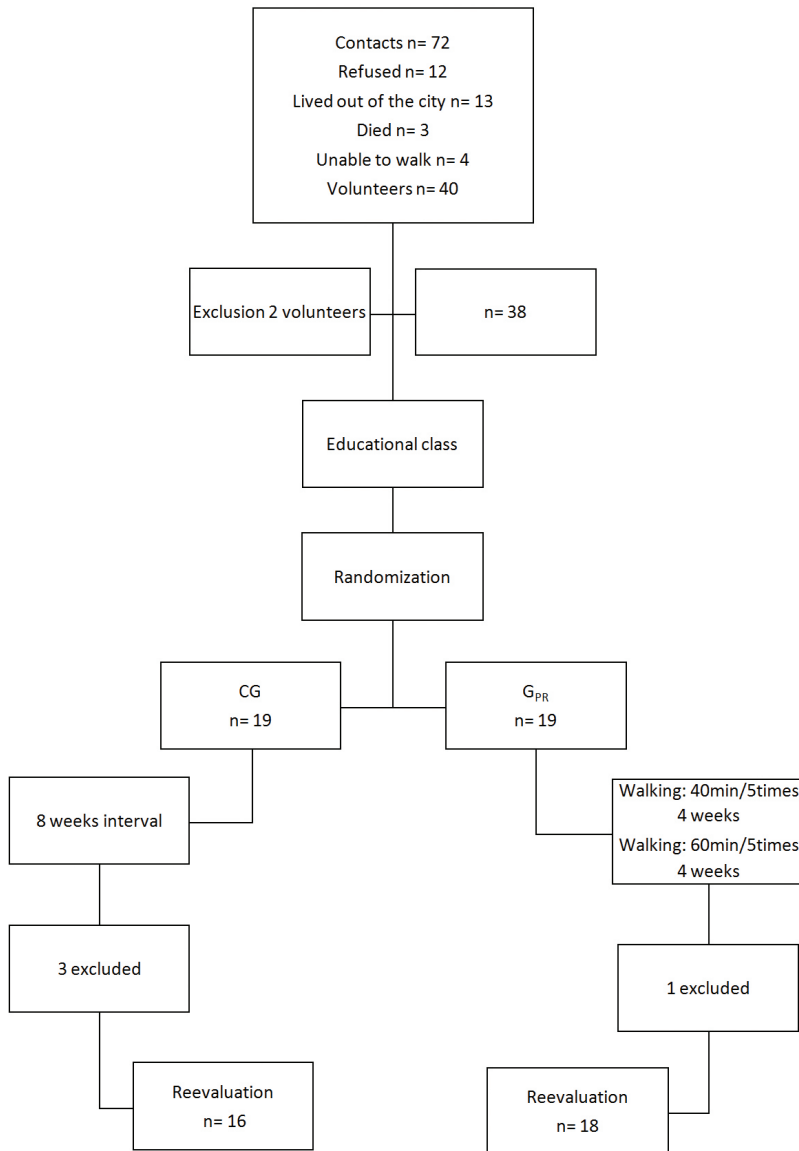 Contacts n= 72
Refused n= 12
Lived out of the city n= 13
Died n= 3
Unable to walk n= 4
Volunteers n= 40
Exclusion 2 volunteers
n= 38
Educational class
Randomization
CG
n= 19
GPR
n= 19
8 weeks interval
Walking: 40min/5times
4 weeks
Walking: 60min/5times
4 weeks
3 excluded
1 excluded
Reevaluation
n= 16
Reevaluation
n= 18